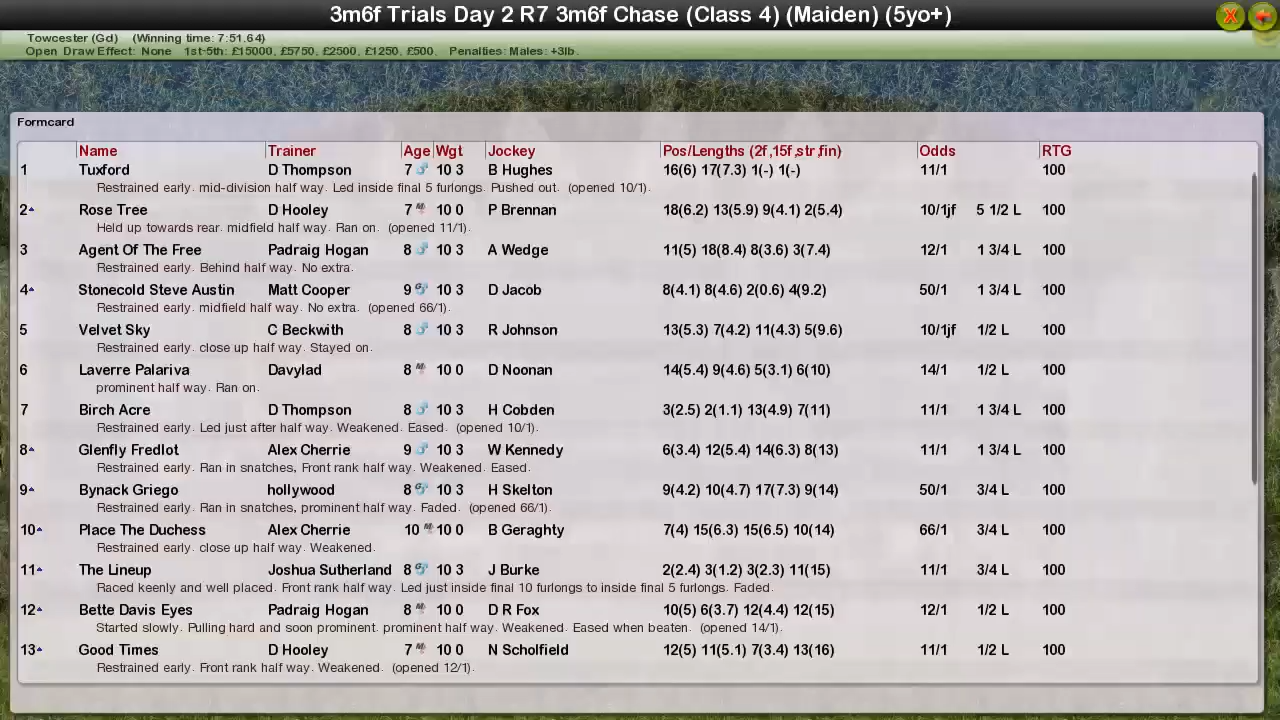 3m6f Trials Day 2 R7 3m6f Chase (Class 4) (Maiden) (5yo+)
Towcester (Gd) (Winning time: 7:51.64)
Open Draw Effect: None 1st-5th: £15000, £5750, £2500, £1250, £500, Penalties: Males: +3lb.
Formcard
Name Trainer Age Wgt Jockey Pos/Lengths (2f,15f,str,fin) Odds RTG
1 Tuxford D Thompson 7 10 3 B Hughes 16(6) 17(7.3) 1(-) 1(-) 11/1 100
Restrained early. mid-division half way. Led inside final 5 furlongs. Pushed out. (opened 10/1).
2 Rose Tree D Hooley 7 10 0 P Brennan 18(6.2) 13(5.9) 9(4.1) 2(5.4) 10/1jf 5 1/2 L 100
Held up towards rear. midfield half way. Ran on. (opened 11/1).
3 Agent Of The Free Padraig Hogan 8 10 3 A Wedge 11(5) 18(8.4) 8(3.6) 3(7.4) 12/1 1 3/4 L 100
Restrained early. Behind half way. No extra.
4 Stonecold Steve Austin Matt Cooper 9 10 3 D Jacob 8(4.1) 8(4.6) 2(0.6) 4(9.2) 50/1 1 3/4 L 100
Restrained early. midfield half way. No extra. (opened 66/1).
5 Velvet Sky C Beckwith 8 10 3 R Johnson 13(5.3) 7(4.2) 11(4.3) 5(9.6) 10/1jf 1/2 L 100
Restrained early. close up half way. Stayed on.
6 Laverre Palariva Davylad 8 10 0 D Noonan 14(5.4) 9(4.6) 5(3.1) 6(10) 14/1 1/2 L 100
prominent half way. Ran on.
7 Birch Acre D Thompson 8 10 3 H Cobden 3(2.5) 2(1.1) 13(4.9) 7(11) 11/1 1 3/4 L 100
Restrained early. Led just after half way. Weakened. Eased. (opened 10/1).
8 Glenfly Fredlot Alex Cherrie 9 10 3 W Kennedy 6(3.4) 12(5.4) 14(6.3) 8(13) 11/1 1 3/4 L 100
Restrained early. Ran in snatches, Front rank half way. Weakened. Eased.
9 Bynack Griego hollywood 8 10 3 H Skelton 9(4.2) 10(4.7) 17(7.3) 9(14) 50/1 3/4 L 100
Restrained early. Ran in snatches, prominent half way. Faded. (opened 66/1).
10 Place The Duchess Alex Cherrie 10 10 0 B Geraghty 7(4) 15(6.3) 15(6.5) 10(14) 66/1 3/4 L 100
Restrained early. close up half way. Weakened.
11 The Lineup Joshua Sutherland 8 10 3 J Burke 2(2.4) 3(1.2) 3(2.3) 11(15) 11/1 3/4 L 100
Raced keenly and well placed. Front rank half way. Led just inside final 10 furlongs to inside final 5 furlongs. Faded.
12 Bette Davis Eyes Padraig Hogan 8 10 0 D R Fox 10(5) 6(3.7) 12(4.4) 12(15) 12/1 1/2 L 100
Started slowly. Pulling hard and soon prominent. prominent half way. Weakened. Eased when beaten. (opened 14/1).
13 Good Times D Hooley 7 10 0 N Scholfield 12(5) 11(5.1) 7(3.4) 13(16) 11/1 1/2 L 100
Restrained early. Front rank half way. Weakened. (opened 12/1).